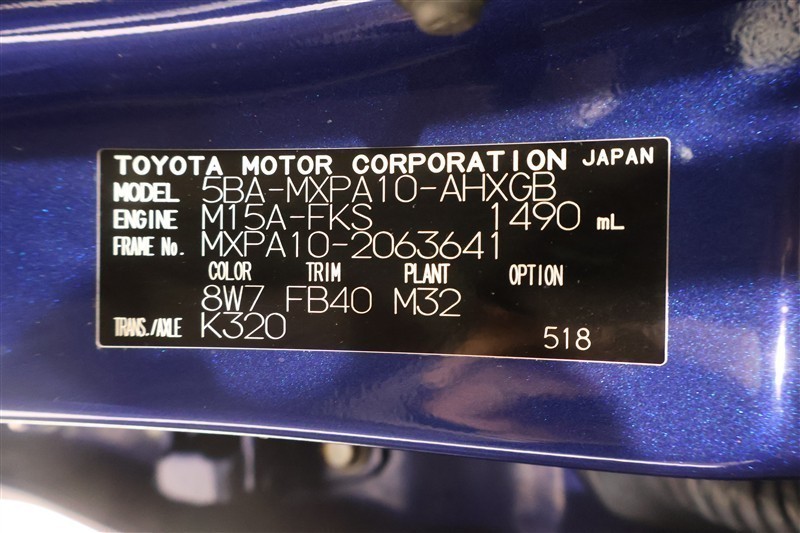 TOYOTA MOTOR CORPORATION JAPAN
MODEL 5BA-MXPA10-AHXGB
ENGINE M15A-FKS 1490 mL
FRAME No. MXPA10-2063641
COLOR TRIM PLANT OPTION
8W7 FB40 M32
TRANS./AXLE K320
518